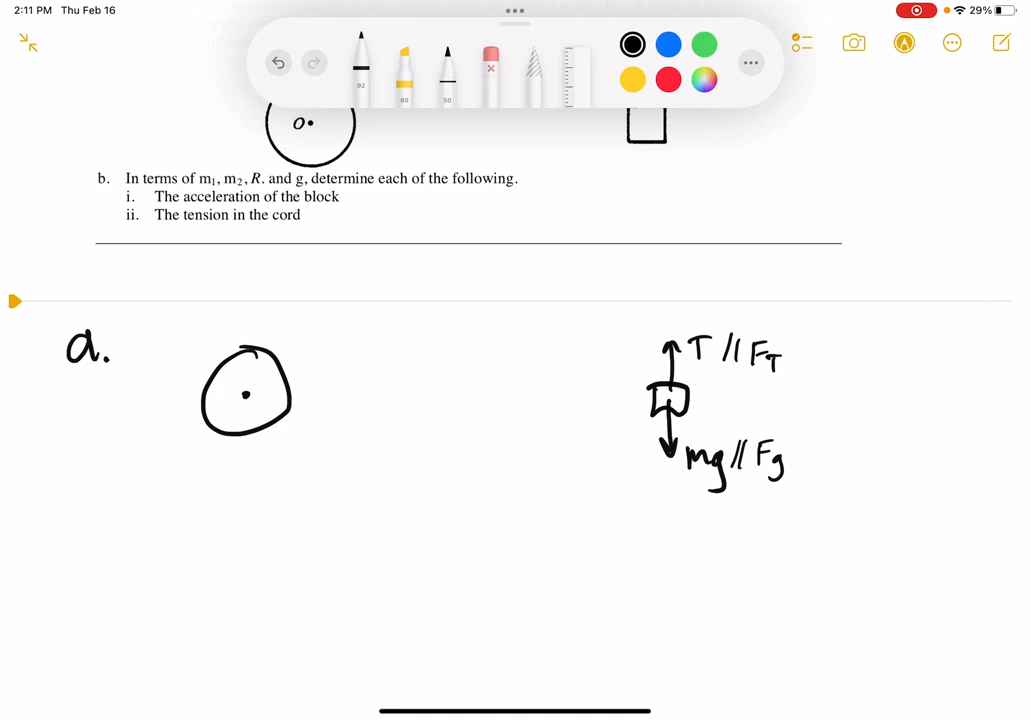 2:11 PM Thu Feb 16
29%
92
80
50
O
b. In terms of m₁, m₂, R. and g, determine each of the following.
i. The acceleration of the block
ii. The tension in the cord
a.
T // F_T
mg // Fg